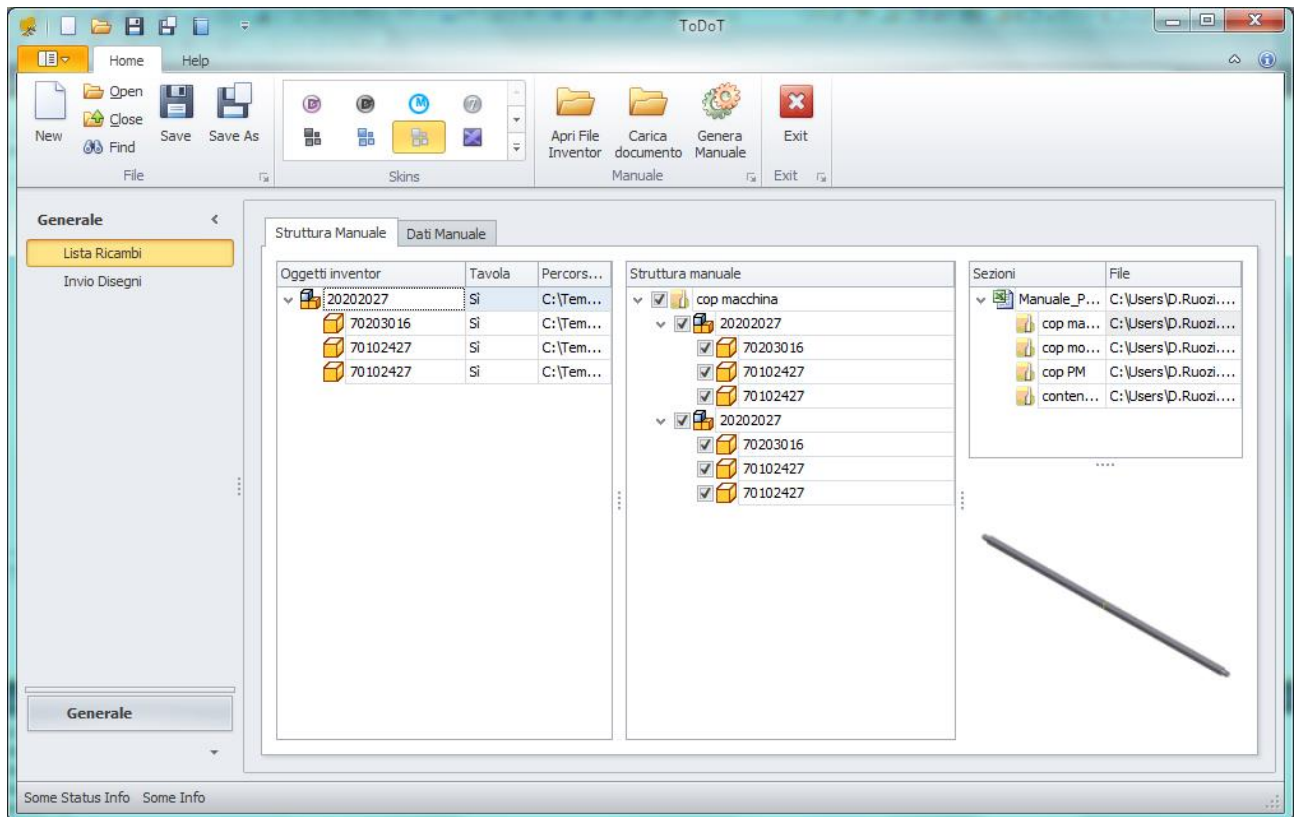 ToDoT
Home Help
New
Open
Close
Find
Save
Save As
File
Skins
Apri File Inventor
Carica documento
Genera Manuale
Manuale
Exit
Exit
Generale
Lista Ricambi
Invio Disegni
Struttura Manuale Dati Manuale
Oggetti inventor Tavola Percors...
20202027 Sì C:\Tem...
70203016 Sì C:\Tem...
70102427 Sì C:\Tem...
70102427 Sì C:\Tem...
Struttura manuale
cop macchina
20202027
70203016
70102427
70102427
20202027
70203016
70102427
70102427
Sezioni File
Manuale_P... C:\Users\D.Ruozi....
cop ma... C:\Users\D.Ruozi....
cop mo... C:\Users\D.Ruozi....
cop PM C:\Users\D.Ruozi....
conten... C:\Users\D.Ruozi....
Generale
Some Status Info Some Info